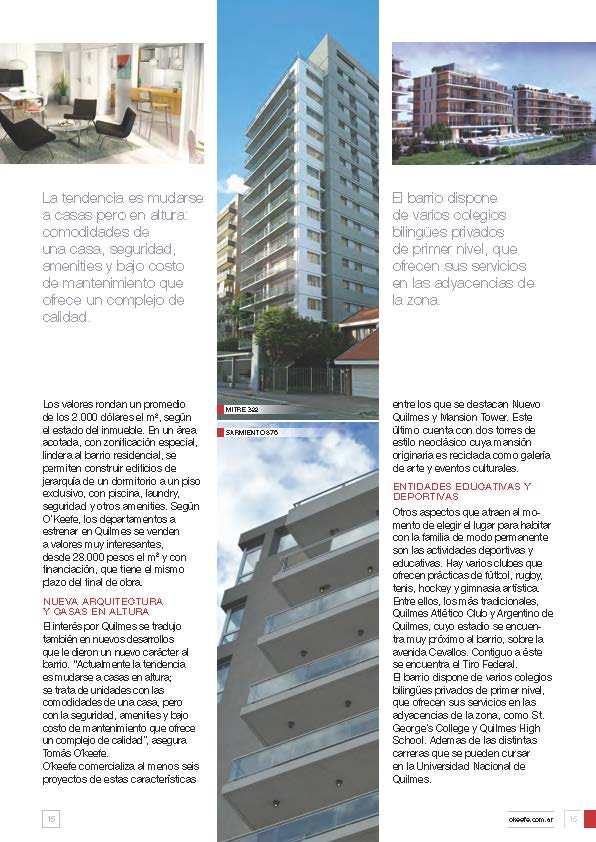 La tendencia es mudarse
a casas pero en altura:
comodidades de
una casa, seguridad,
amenities y bajo costo
de mantenimiento que
ofrece un complejo de
calidad.
El barrio dispone
de varios colegios
bilingües privados
de primer nivel, que
ofrecen sus servicios
en las adyacencias de
la zona.
MITRE 322
SARMIENTO 876
Los valores rondan un promedio
de los 2.000 dólares el m², según
el estado del inmueble. En un área
acotada, con zonificación especial,
lindera al barrio residencial, se
permiten construir edificios de
jerarquía de un dormitorio a un piso
exclusivo, con piscina, laundry,
seguridad y otros amenities. Según
O'Keefe, los departamentos a
estrenar en Quilmes se venden
a valores muy interesantes,
desde 28.000 pesos el m² y con
financiación, que tiene el mismo
plazo del final de obra.
NUEVA ARQUITECTURA
Y CASAS EN ALTURA
El interés por Quilmes se tradujo
también en nuevos desarrollos
que le dieron un nuevo carácter al
barrio. "Actualmente la tendencia
es mudarse a casas en altura;
se trata de unidades con las
comodidades de una casa, pero
con la seguridad, amenities y bajo
costo de mantenimiento que ofrece
un complejo de calidad", asegura
Tomás O'keefe.
O'keefe comercializa al menos seis
proyectos de estas características
entre los que se destacan Nuevo
Quilmes y Mansion Tower. Este
último cuenta con dos torres de
estilo neoclásico cuya mansión
originaria es reciclada como galería
de arte y eventos culturales.
ENTIDADES EDUCATIVAS Y
DEPORTIVAS
Otros aspectos que atraen al mo-
mento de elegir el lugar para habitar
con la familia de modo permanente
son las actividades deportivas y
educativas. Hay varios clubes que
ofrecen prácticas de fútbol, rugby,
tenis, hockey y gimnasia artística.
Entre ellos, los más tradicionales,
Quilmes Atlético Club y Argentino de
Quilmes, cuyo estadio se encuen-
tra muy próximo al barrio, sobre la
avenida Cevallos. Contiguo a éste
se encuentra el Tiro Federal.
El barrio dispone de varios colegios
bilingües privados de primer nivel,
que ofrecen sus servicios en las
adyacencias de la zona, como St.
George's College y Quilmes High
School. Ademas de las distintas
carreras que se pueden cursar
en la Universidad Nacional de
Quilmes.
15
okeefe.com.ar
15